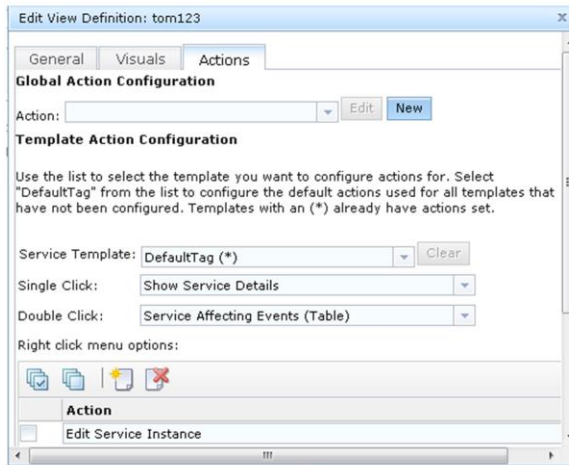 Edit View Definition: tom123
x
General Visuals Actions
Global Action Configuration
Action: Edit New
Template Action Configuration
Use the list to select the template you want to configure actions for. Select
"DefaultTag" from the list to configure the default actions used for all templates that
have not been configured. Templates with an (*) already have actions set.
Service Template: DefaultTag (*) Clear
Single Click: Show Service Details
Double Click: Service Affecting Events (Table)
Right click menu options:
Action
Edit Service Instance